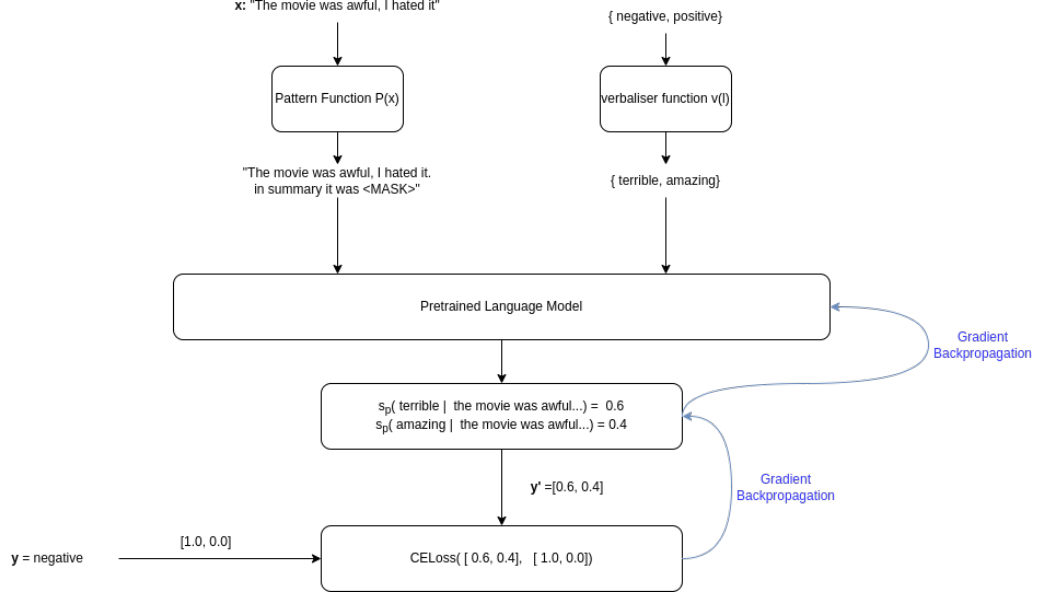 x: "The movie was awful, I hated it"
{ negative, positive}
Pattern Function P(x)
verbaliser function v(l)
"The movie was awful, I hated it.
in summary it was <MASK>"
{ terrible, amazing}
Pretrained Language Model
Gradient
Backpropagation
sp( terrible | the movie was awful...) = 0.6
sp( amazing | the movie was awful...) = 0.4
Gradient
Backpropagation
y' =[0.6, 0.4]
[1.0, 0.0]
y = negative
CELoss( [ 0.6, 0.4], [ 1.0, 0.0])